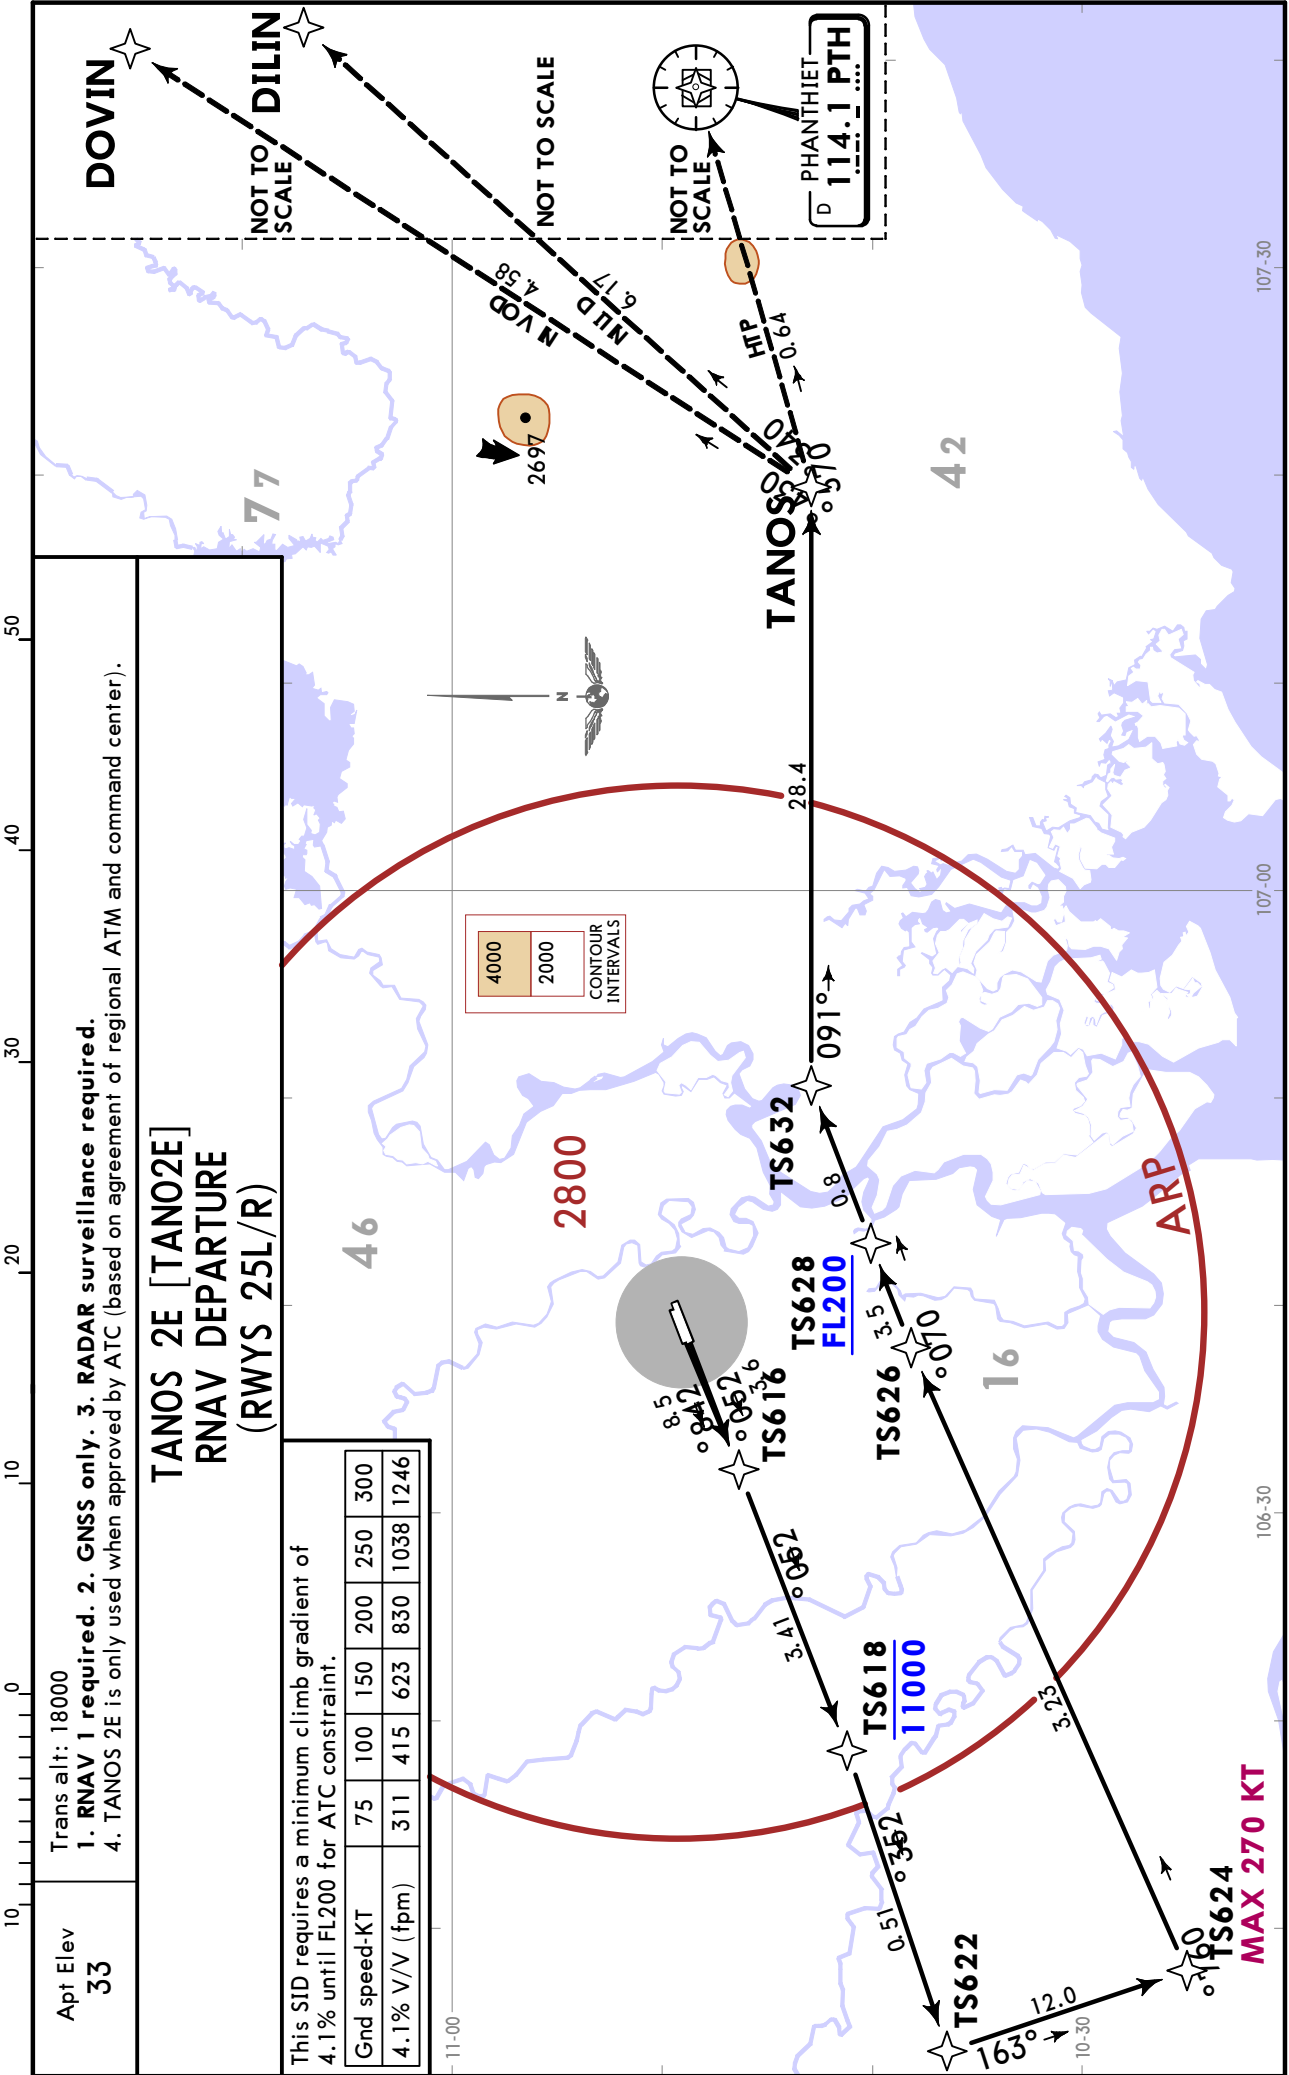 Apt Elev
33
Trans alt: 18000
1. RNAV 1 required. 2. GNSS only. 3. RADAR surveillance required.
4. TANOS 2E is only used when approved by ATC (based on agreement of regional ATM and command center).
TANOS 2E [TANO2E]
RNAV DEPARTURE
(RWYS 25L/R)
This SID requires a minimum climb gradient of
4.1% until FL200 for ATC constraint.
Gnd speed-KT 75 100 150 200 250 300
4.1% V/V (fpm) 311 415 623 830 1038 1246
10 0 10 20 30 40 50
DOVIN
DILIN
NOT TO
SCALE
NOT TO SCALE
NOT TO
SCALE
PHANTHIET
D 114.1 PTH
4.58
6.17
0.64
HTP
77
2697
42
TANOS
N
28.4
091°
4000
2000
CONTOUR
INTERVALS
46
2800
TS632
0.8
TS628
FL200
3.5
TS626
°070
16
ARP
8.5
°052
3.6
TS616
3.41
TS618
11000
0.51
TS622
163°
12.0
TS624
MAX 270 KT
3.23
11-00
10-30
106-30
107-00
107-30